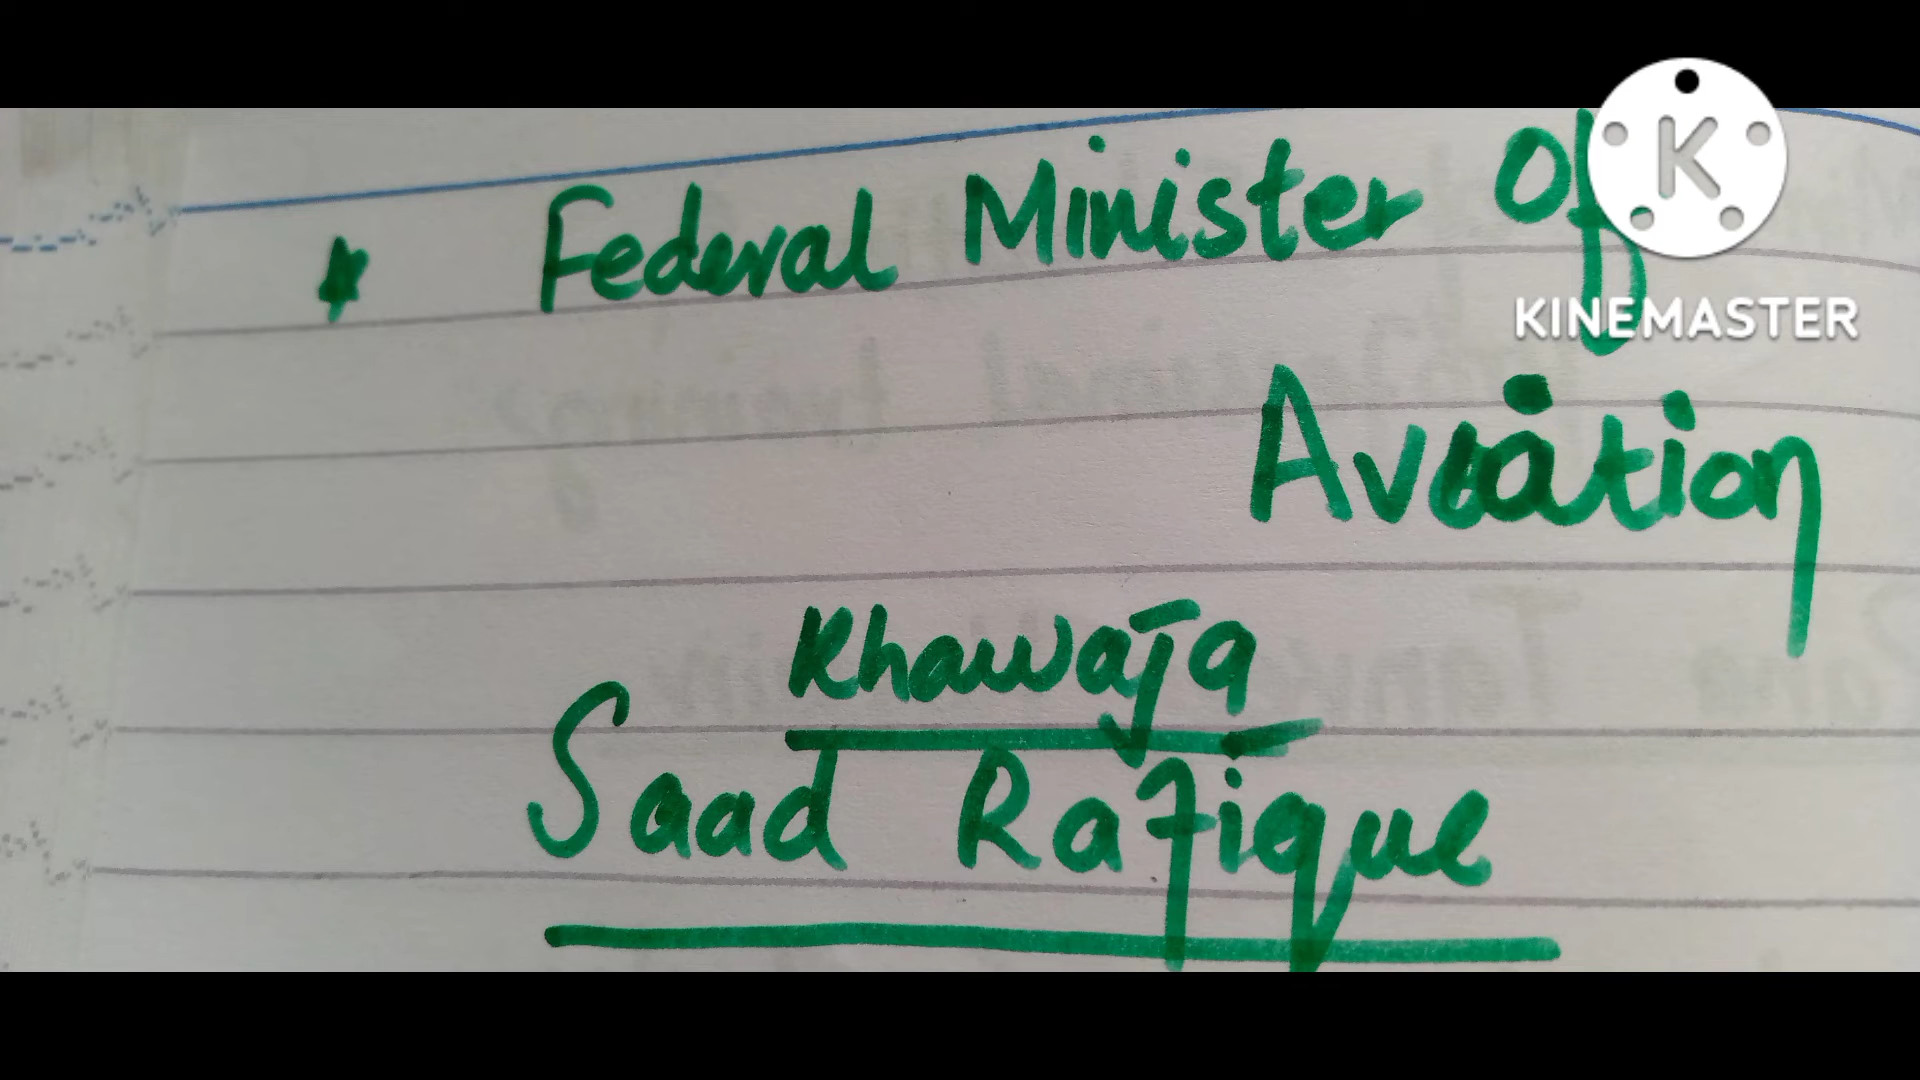 * Federal Minister Of
Aviation
Khawaja
Saad Rafique
K
KINEMASTER